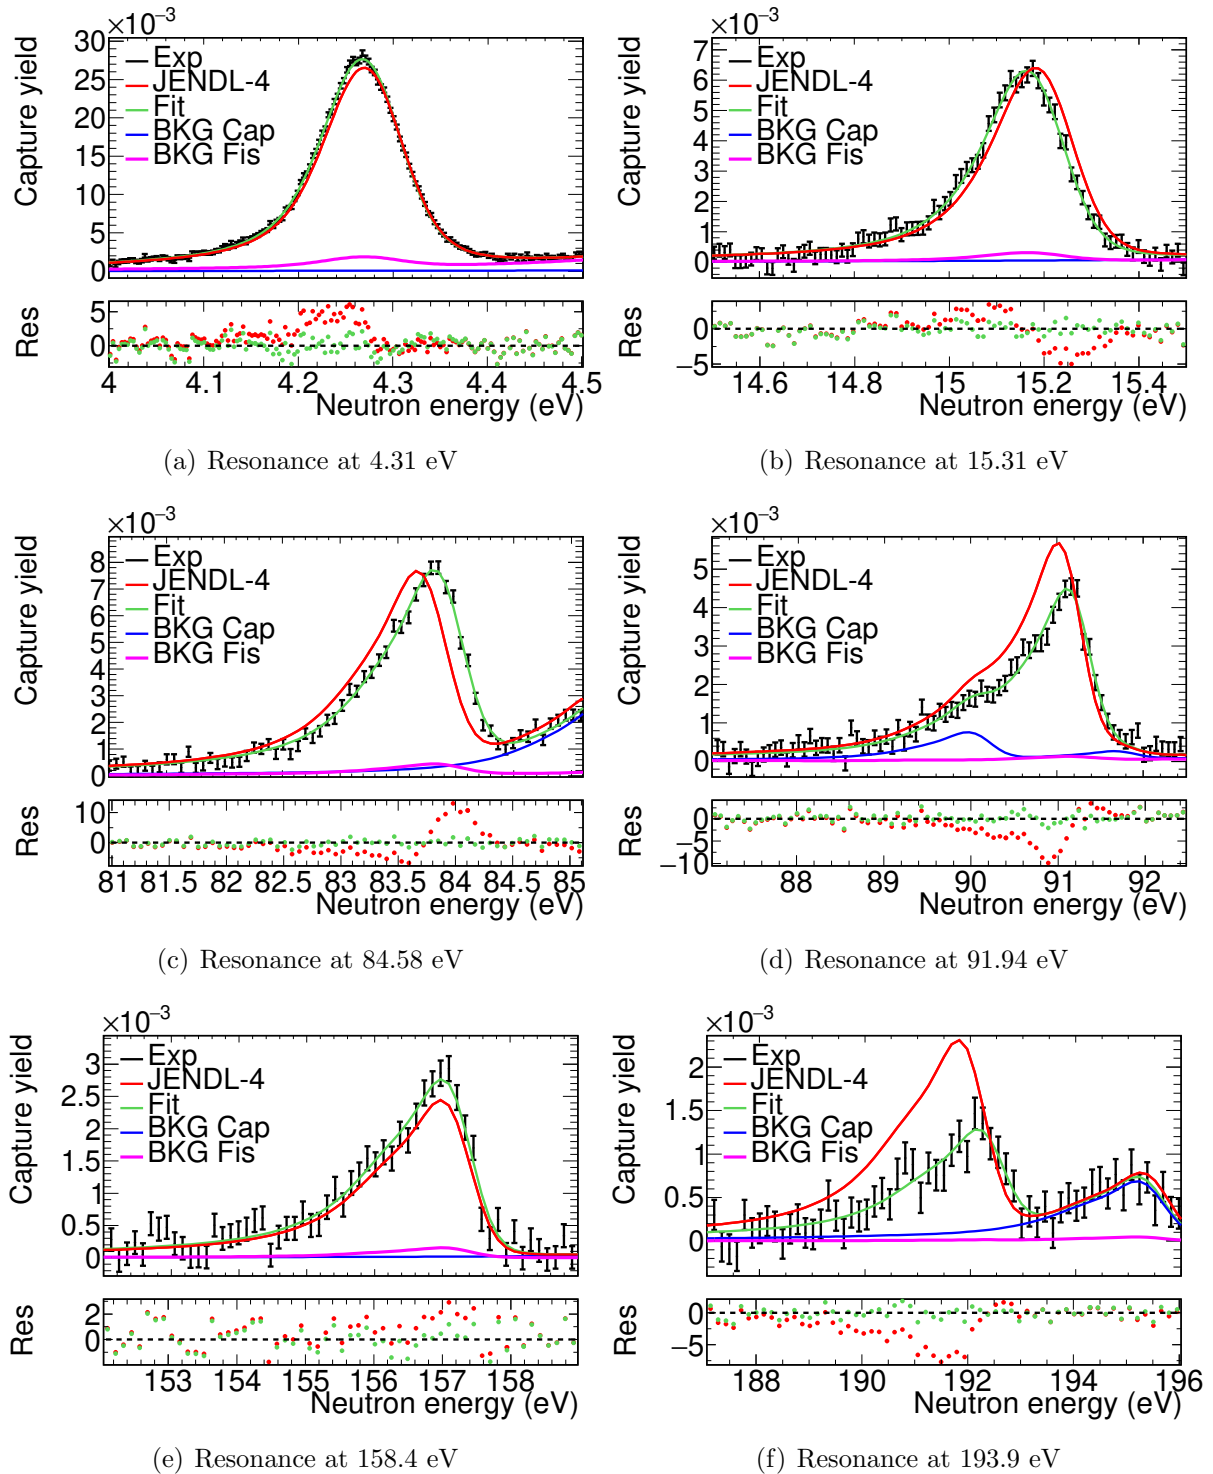 ×10⁻³
Capture yield
30
25
20
15
10
5
0
Exp
JENDL-4
Fit
BKG Cap
BKG Fis
Res
5
0
4 4.1 4.2 4.3 4.4 4.5
Neutron energy (eV)
(a) Resonance at 4.31 eV
×10⁻³
Capture yield
7
6
5
4
3
2
1
0
Exp
JENDL-4
Fit
BKG Cap
BKG Fis
Res
0
−5
14.6 14.8 15 15.2 15.4
Neutron energy (eV)
(b) Resonance at 15.31 eV
×10⁻³
Capture yield
8
7
6
5
4
3
2
1
0
Exp
JENDL-4
Fit
BKG Cap
BKG Fis
Res
10
0
81 81.5 82 82.5 83 83.5 84 84.5 85
Neutron energy (eV)
(c) Resonance at 84.58 eV
×10⁻³
Capture yield
5
4
3
2
1
0
Exp
JENDL-4
Fit
BKG Cap
BKG Fis
Res
0
−5
−10
88 89 90 91 92
Neutron energy (eV)
(d) Resonance at 91.94 eV
×10⁻³
Capture yield
3
2.5
2
1.5
1
0.5
0
Exp
JENDL-4
Fit
BKG Cap
BKG Fis
Res
2
0
153 154 155 156 157 158
Neutron energy (eV)
(e) Resonance at 158.4 eV
×10⁻³
Capture yield
2
1.5
1
0.5
0
Exp
JENDL-4
Fit
BKG Cap
BKG Fis
Res
0
−5
188 190 192 194 196
Neutron energy (eV)
(f) Resonance at 193.9 eV